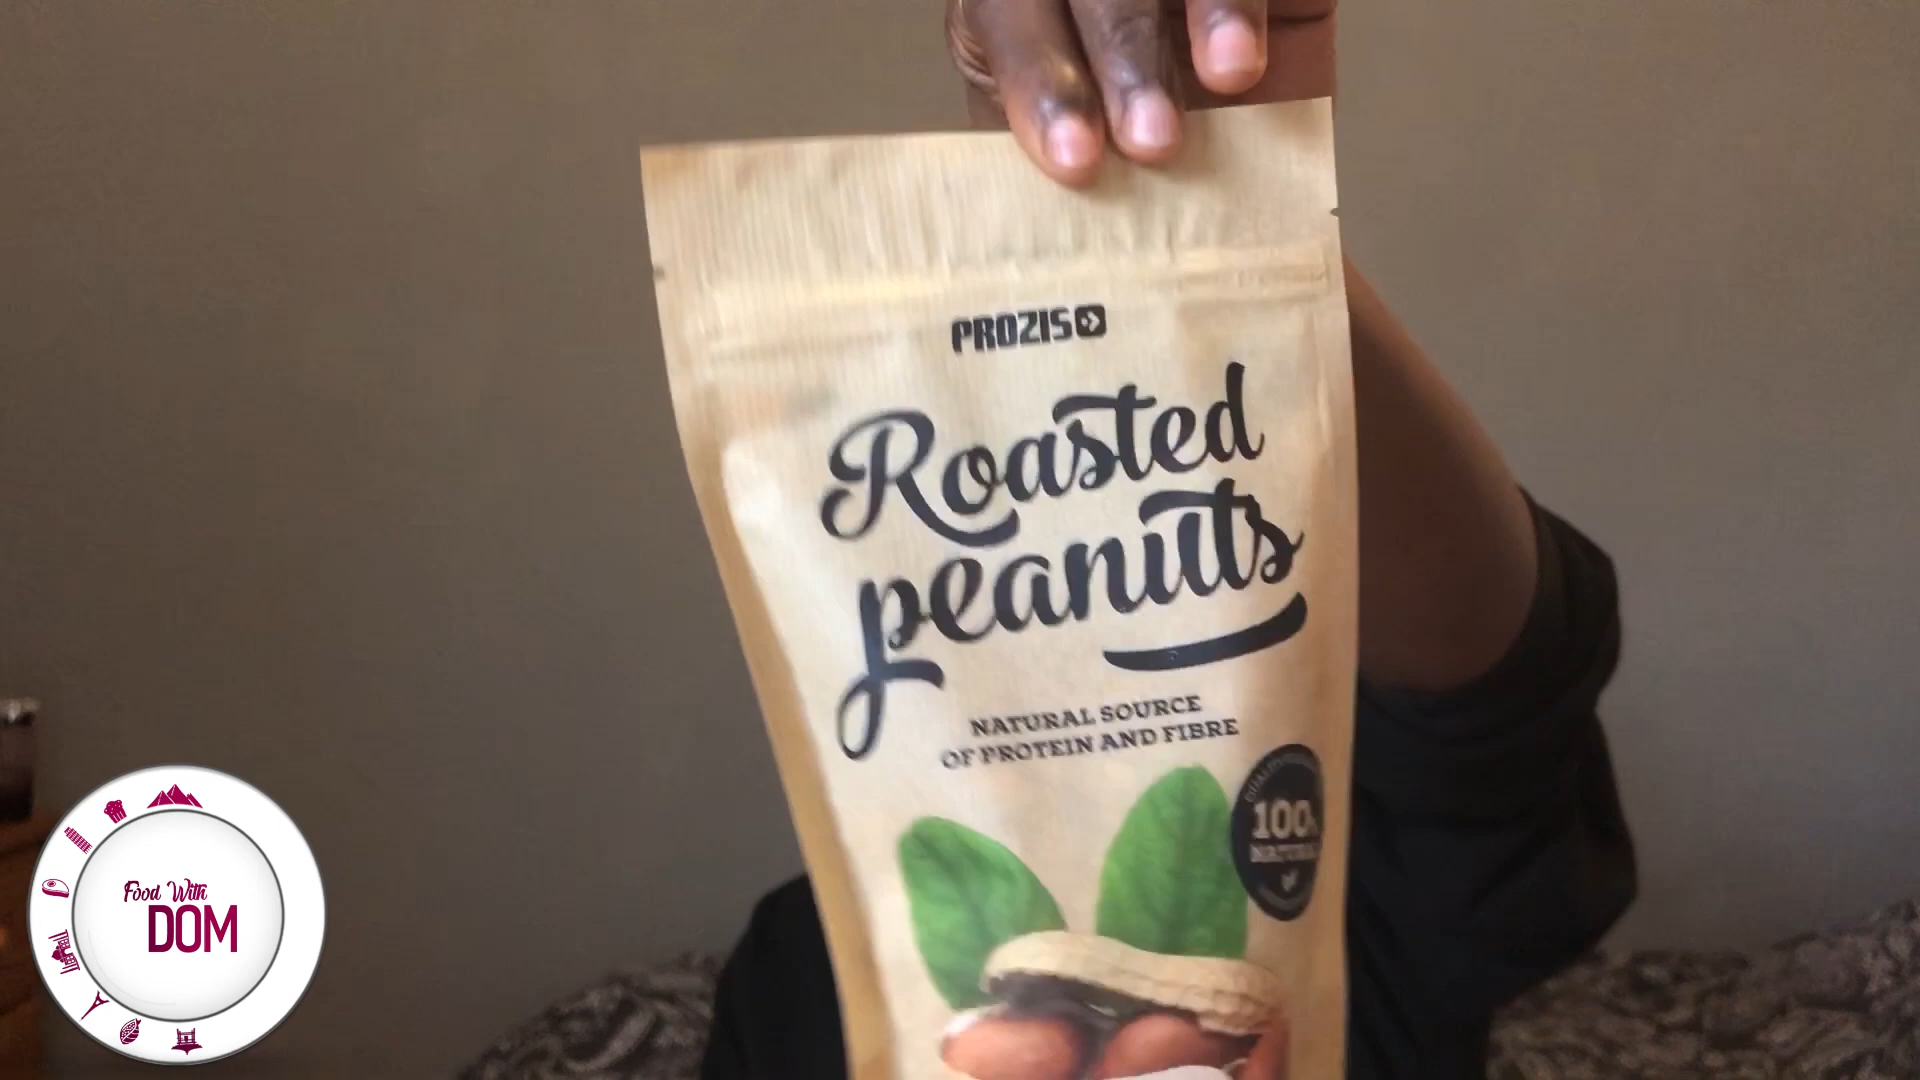 PROZIS
Roasted
peanuts
NATURAL SOURCE
OF PROTEIN AND FIBRE
100%
NATURAL
Food With
DOM